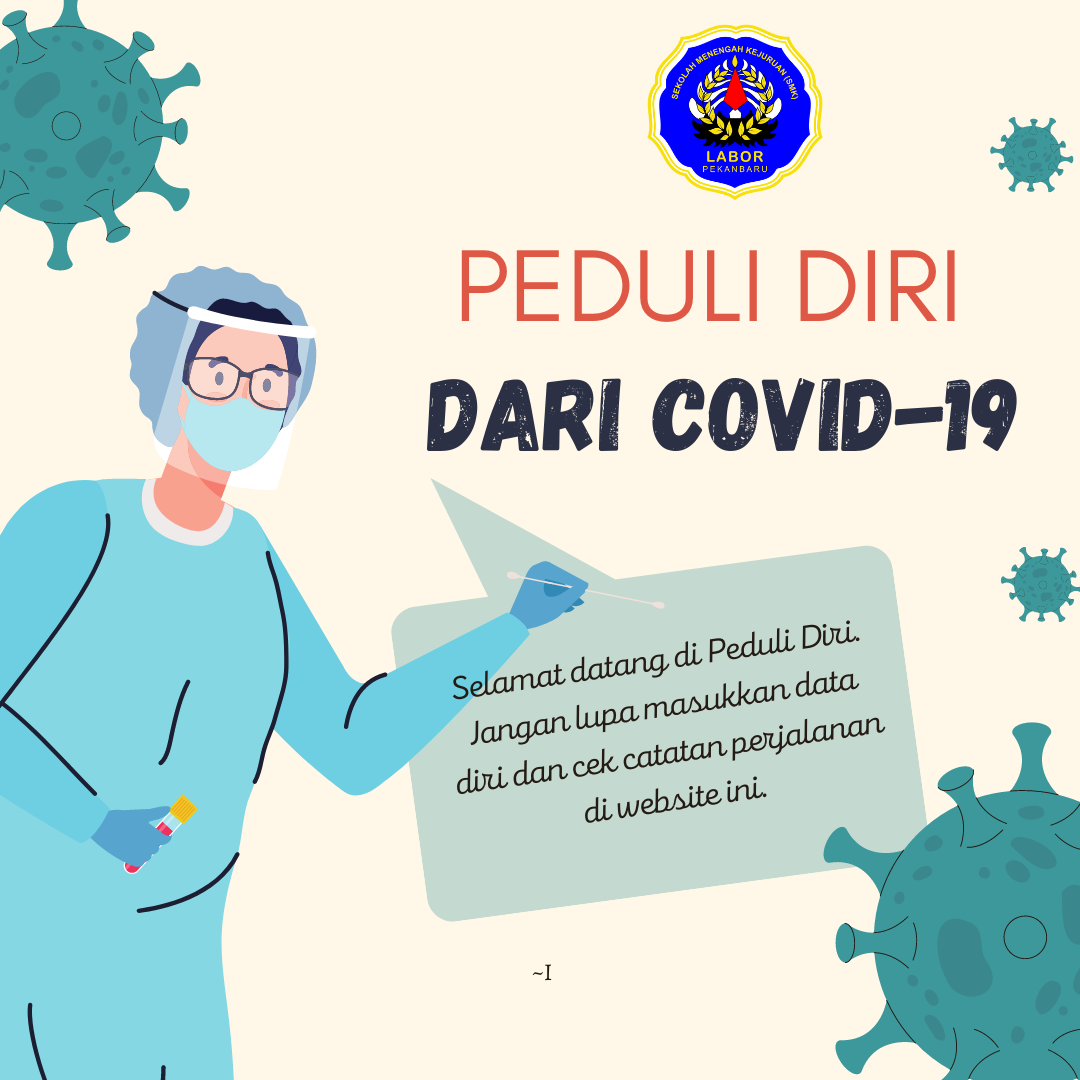 SEKOLAH MENENGAH KEJURUAN (SMK)
LABOR
PEKANBARU
PEDULI DIRI
DARI COVID-19
Selamat datang di Peduli Diri.
Jangan lupa masukkan data
diri dan cek catatan perjalanan
di website ini.
~I